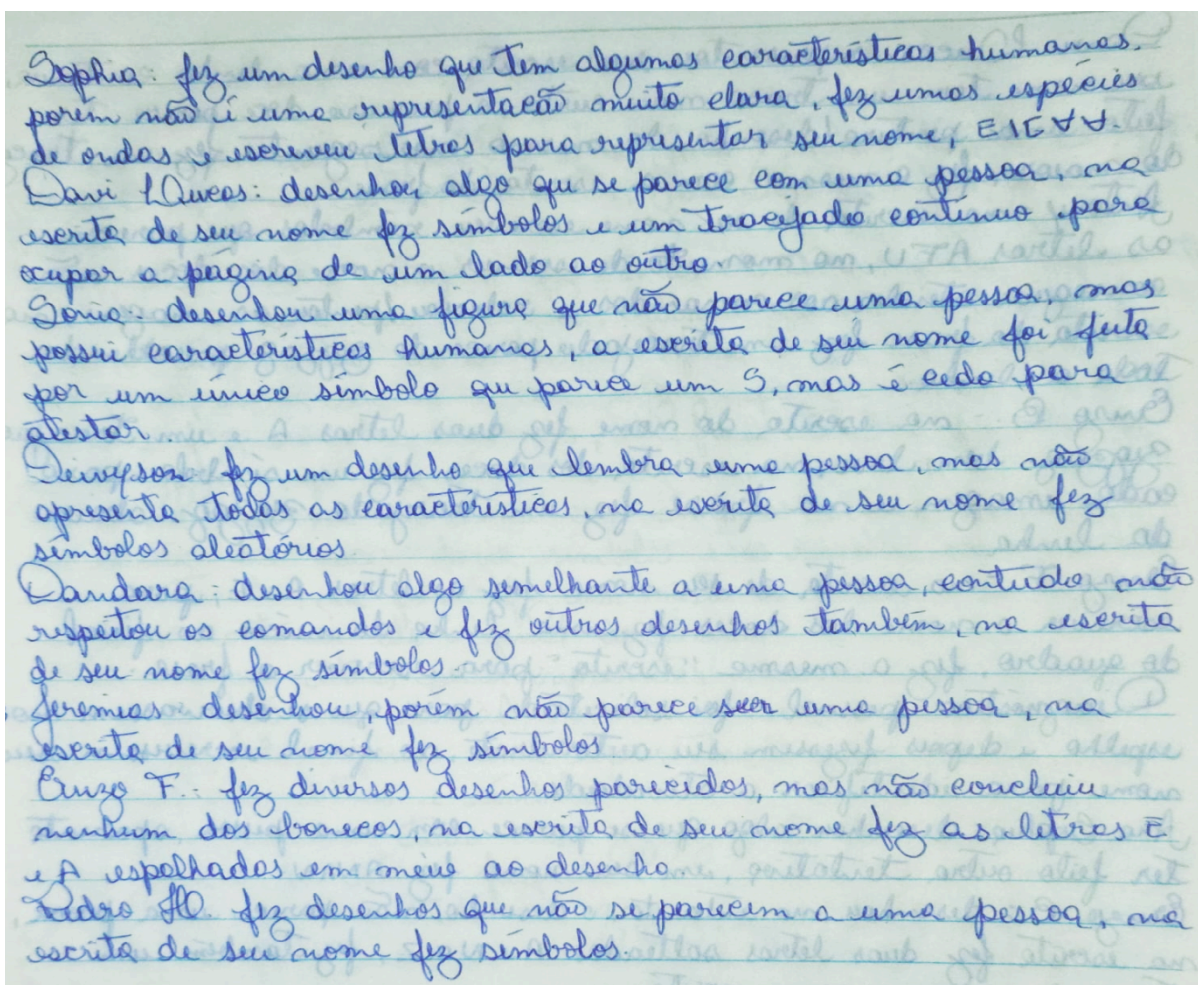 Sophia: fez um desenho que tem algumas características humanas.
porém não é uma representacão muito clara, fez umas espécies
de ondas e escreveu letras para representar seu nome, E I E ∀ ∀.
Davi Lucas: desenhou algo que se parece com uma pessoa, na
escrita de seu nome fez símbolos e um tracejado contínuo para
ocupar a página de um lado ao outro
Sonia: desenhou uma figura que não parece uma pessoa, mas
possui características humanas, a escrita de seu nome foi feita
por um único símbolo que parece um S, mas é cedo para
atestar
fez um desenho que lembra uma pessoa, mas não
apresenta todas as características, na escrita de seu nome fez
símbolos aleatórios
Dandara: desenhou algo semelhante a uma pessoa, contudo não
respeitou os comandos e fez outros desenhos também, na escrita
de seu nome fez símbolos.
Jeremias desenhou, porém não parece ser uma pessoa, na
escrita de seu nome fez símbolos.
Enzo F.: fez diversos desenhos parecidos, mas não concluiu
nenhum dos bonecos, na escrita de seu nome fez as letras E
e A espalhados em meio ao desenho
Pedro H. fez desenhos que não se parecem a uma pessoa, na
escrita de seu nome fez símbolos.